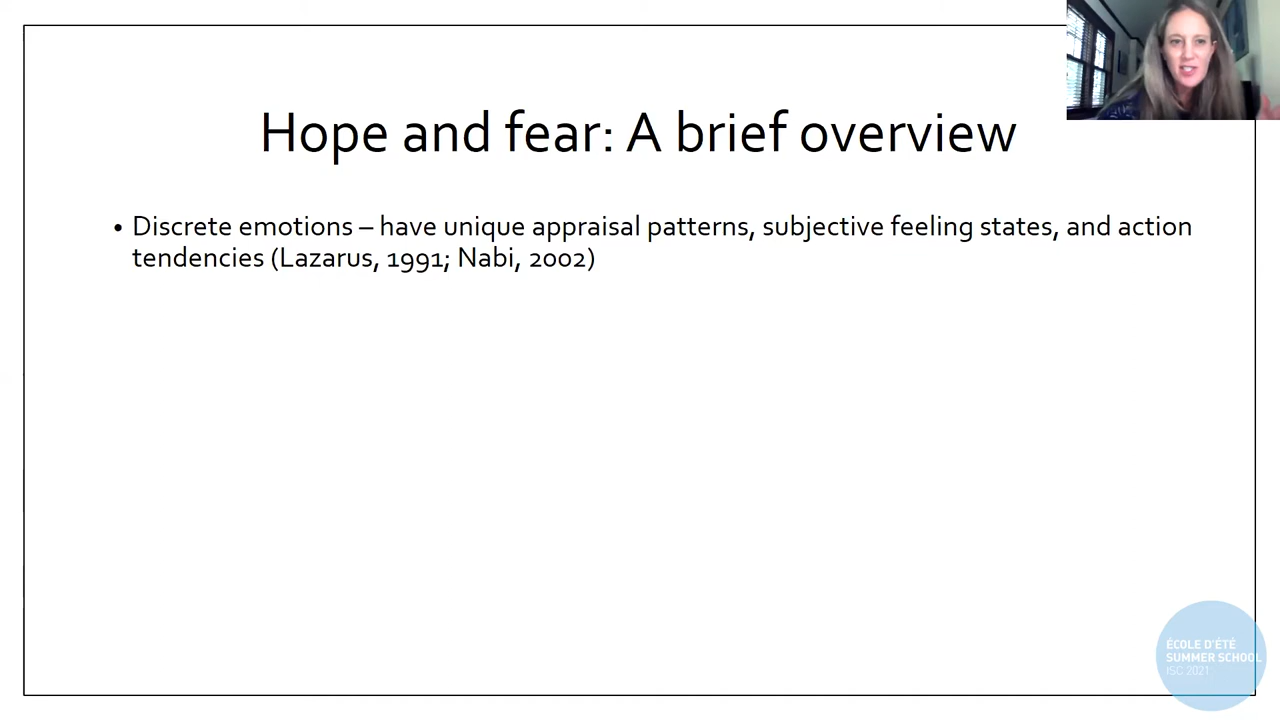 Hope and fear: A brief overview
• Discrete emotions – have unique appraisal patterns, subjective feeling states, and action
tendencies (Lazarus, 1991; Nabi, 2002)
ÉCOLE D'ÉTÉ
SUMMER SCHOOL
ISC 2021